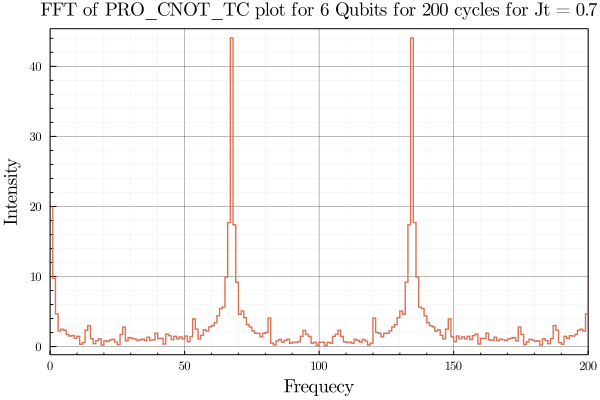 FFT of PRO_CNOT_TC plot for 6 Qubits for 200 cycles for Jt = 0.7
Intensity
40
30
20
10
0
0 50 100 150 200
Frequecy